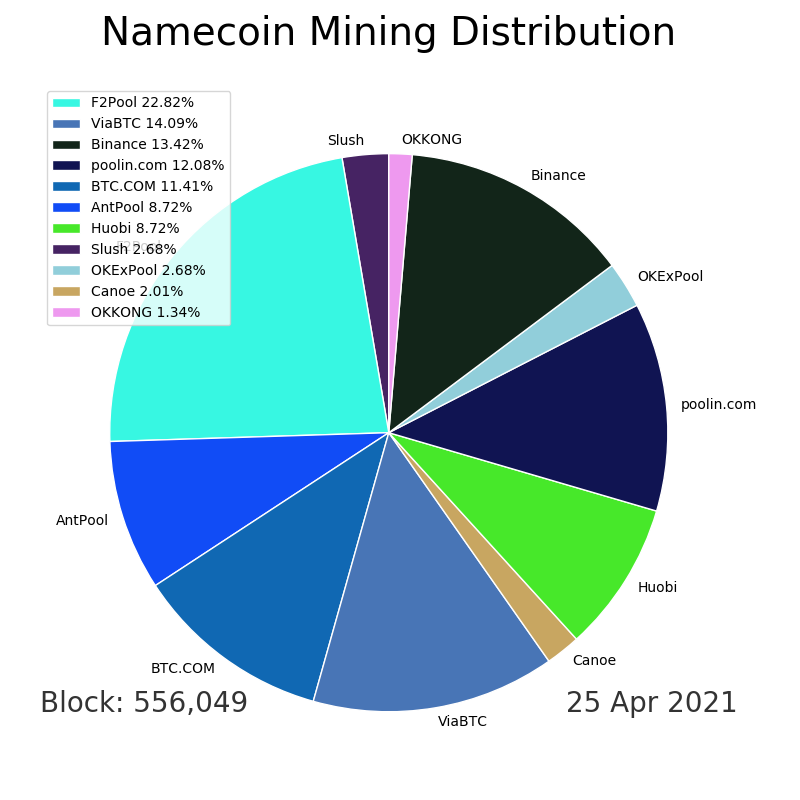 Namecoin Mining Distribution
F2Pool 22.82%
ViaBTC 14.09%
Binance 13.42%
poolin.com 12.08%
BTC.COM 11.41%
AntPool 8.72%
Huobi 8.72%
Slush 2.68%
OKExPool 2.68%
Canoe 2.01%
OKKONG 1.34%
Slush
OKKONG
Binance
F2Pool
OKExPool
poolin.com
AntPool
Huobi
Canoe
BTC.COM
ViaBTC
Block: 556,049
25 Apr 2021